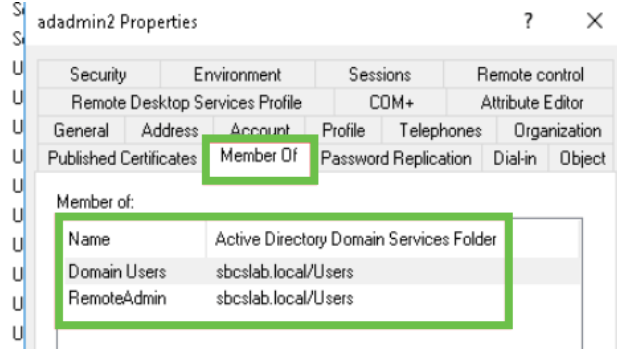 adadmin2 Properties ? ×
Security Environment Sessions Remote control
Remote Desktop Services Profile COM+ Attribute Editor
General Address Account Profile Telephones Organization
Published Certificates Member Of Password Replication Dial-in Object
Member of:
Name Active Directory Domain Services Folder
Domain Users sbcslab.local/Users
RemoteAdmin sbcslab.local/Users